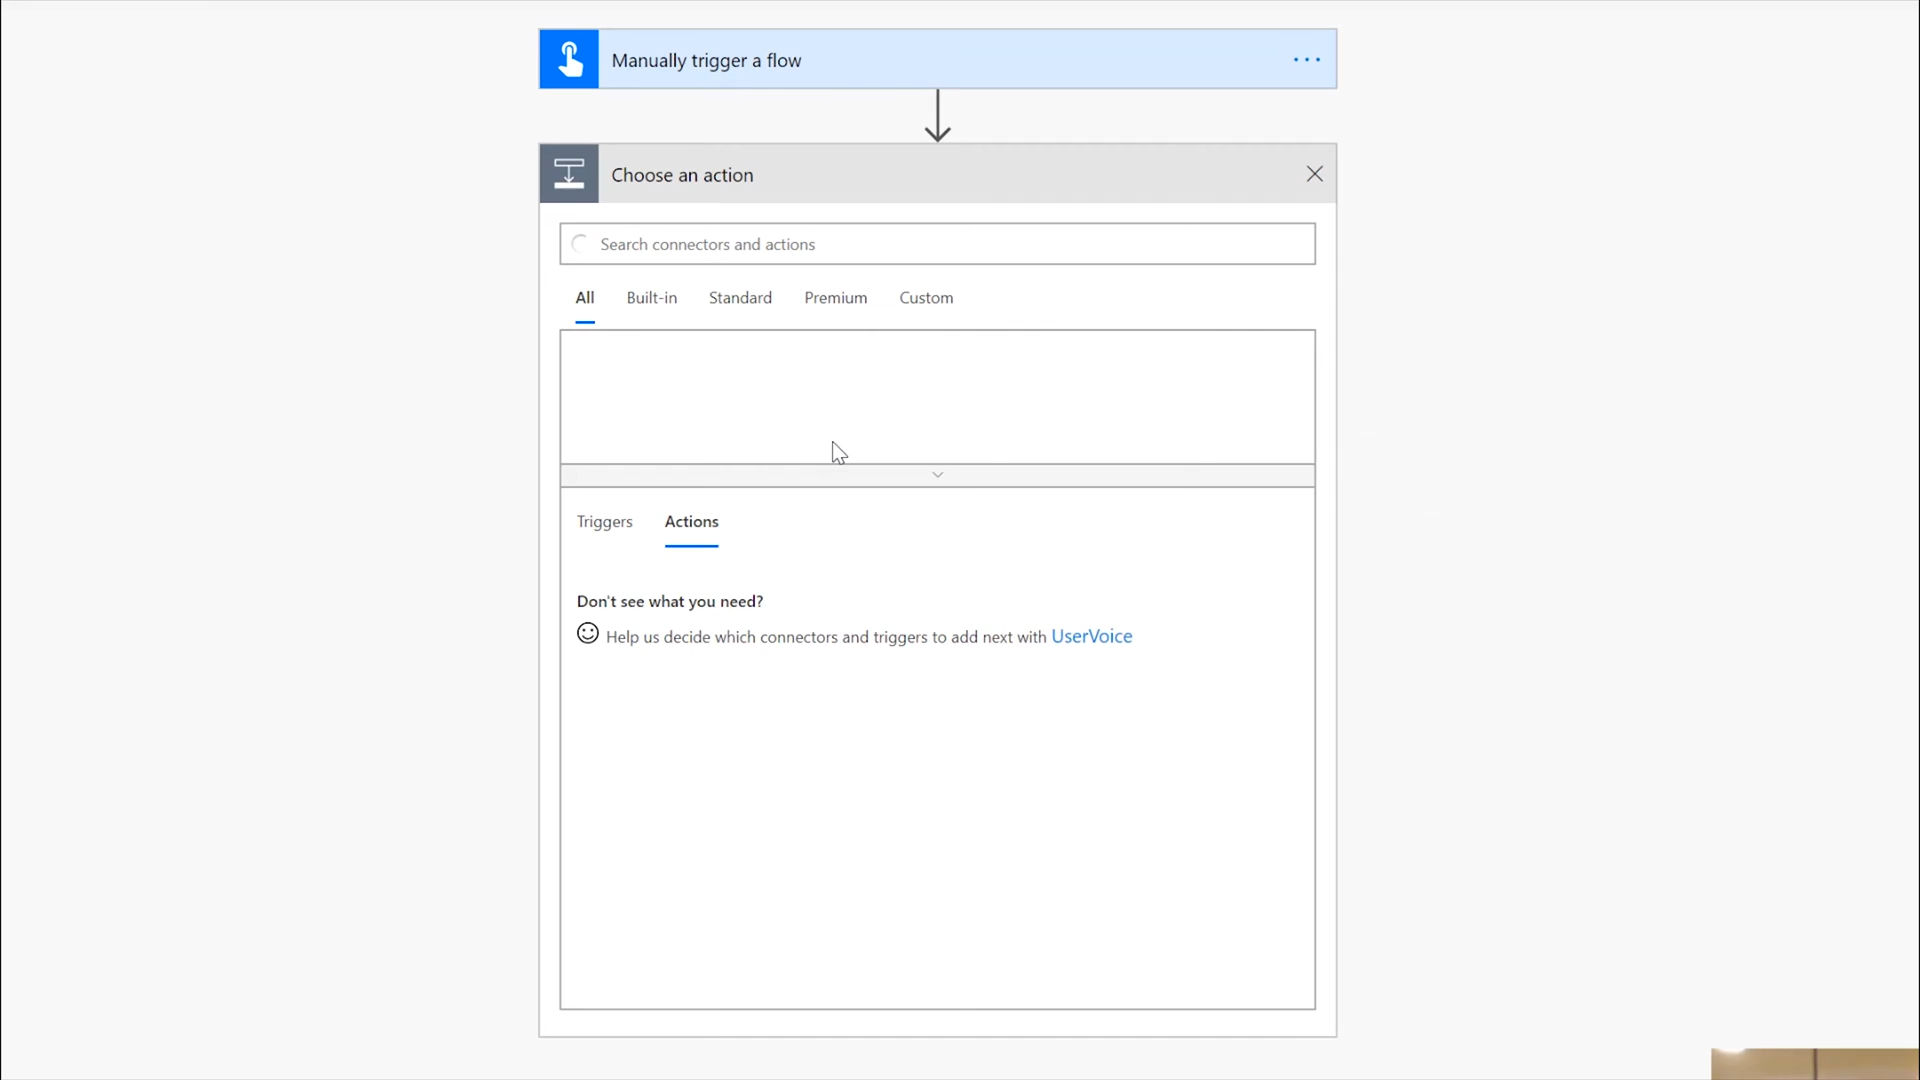 Manually trigger a flow
Choose an action
Search connectors and actions
All Built-in Standard Premium Custom
Triggers Actions
Don't see what you need?
Help us decide which connectors and triggers to add next with UserVoice